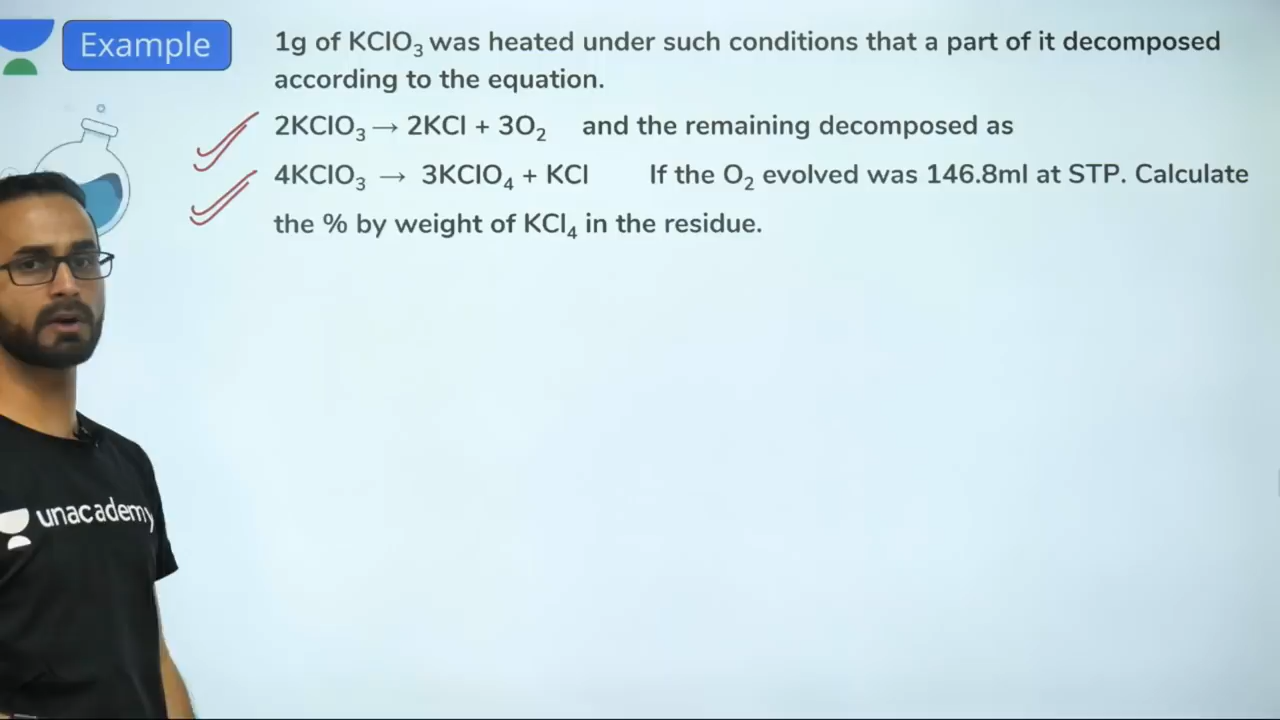 Example
1g of KClO₃ was heated under such conditions that a part of it decomposed
according to the equation.
2KClO₃ → 2KCl + 3O₂ and the remaining decomposed as
4KClO₃ → 3KClO₄ + KCl If the O₂ evolved was 146.8ml at STP. Calculate
the % by weight of KCl₄ in the residue.
unacademy